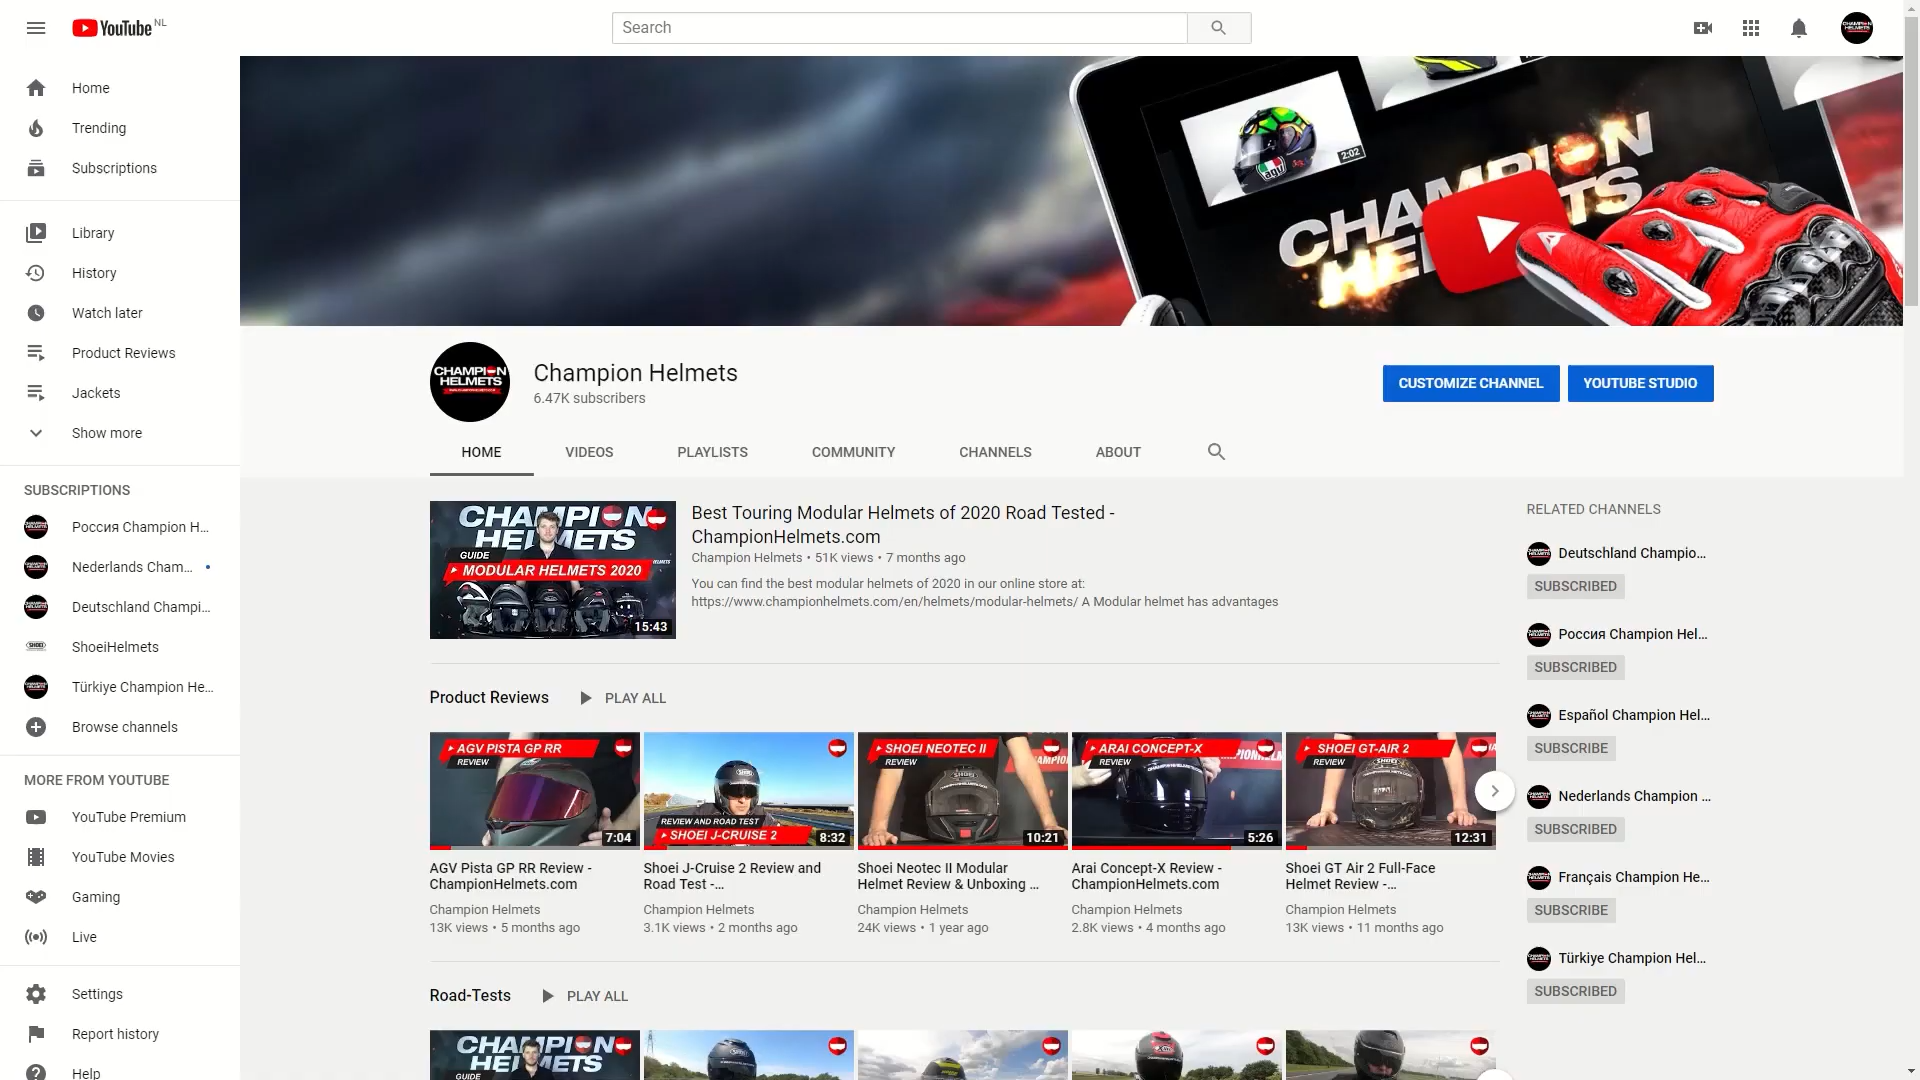 YouTube NL
Search
Home
Trending
Subscriptions
Library
History
Watch later
Product Reviews
Jackets
Show more
SUBSCRIPTIONS
Россия Champion H...
Nederlands Cham...
Deutschland Champi...
ShoeiHelmets
Türkiye Champion He...
Browse channels
MORE FROM YOUTUBE
YouTube Premium
YouTube Movies
Gaming
Live
Settings
Report history
Help
agv
2:02
CHAMPION
HELMETS
CHAMPION
HELMETS
Champion Helmets
6.47K subscribers
CUSTOMIZE CHANNEL
YOUTUBE STUDIO
HOME
VIDEOS
PLAYLISTS
COMMUNITY
CHANNELS
ABOUT
CHAMPION
HELMETS
GUIDE
MODULAR HELMETS 2020
15:43
Best Touring Modular Helmets of 2020 Road Tested -
ChampionHelmets.com
Champion Helmets • 51K views • 7 months ago
You can find the best modular helmets of 2020 in our online store at:
https://www.championhelmets.com/en/helmets/modular-helmets/ A Modular helmet has advantages
Product Reviews
PLAY ALL
AGV PISTA GP RR
REVIEW
7:04
AGV Pista GP RR Review -
ChampionHelmets.com
Champion Helmets
13K views • 5 months ago
REVIEW AND ROAD TEST
SHOEI J-CRUISE 2
8:32
Shoei J-Cruise 2 Review and
Road Test -...
Champion Helmets
3.1K views • 2 months ago
SHOEI NEOTEC II
REVIEW
10:21
Shoei Neotec II Modular
Helmet Review & Unboxing ...
Champion Helmets
24K views • 1 year ago
ARAI CONCEPT-X
REVIEW
5:26
Arai Concept-X Review -
ChampionHelmets.com
Champion Helmets
2.8K views • 4 months ago
SHOEI GT-AIR 2
REVIEW
12:31
Shoei GT Air 2 Full-Face
Helmet Review -...
Champion Helmets
13K views • 11 months ago
Road-Tests
PLAY ALL
CHAMPION
HELMETS
GUIDE
RELATED CHANNELS
Deutschland Champio...
SUBSCRIBED
Россия Champion Hel...
SUBSCRIBED
Español Champion Hel...
SUBSCRIBE
Nederlands Champion ...
SUBSCRIBED
Français Champion He...
SUBSCRIBE
Türkiye Champion Hel...
SUBSCRIBED